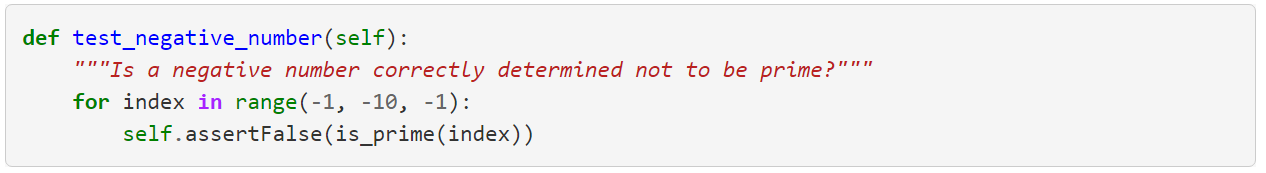 def test_negative_number(self):
    """Is a negative number correctly determined not to be prime?"""
    for index in range(-1, -10, -1):
        self.assertFalse(is_prime(index))